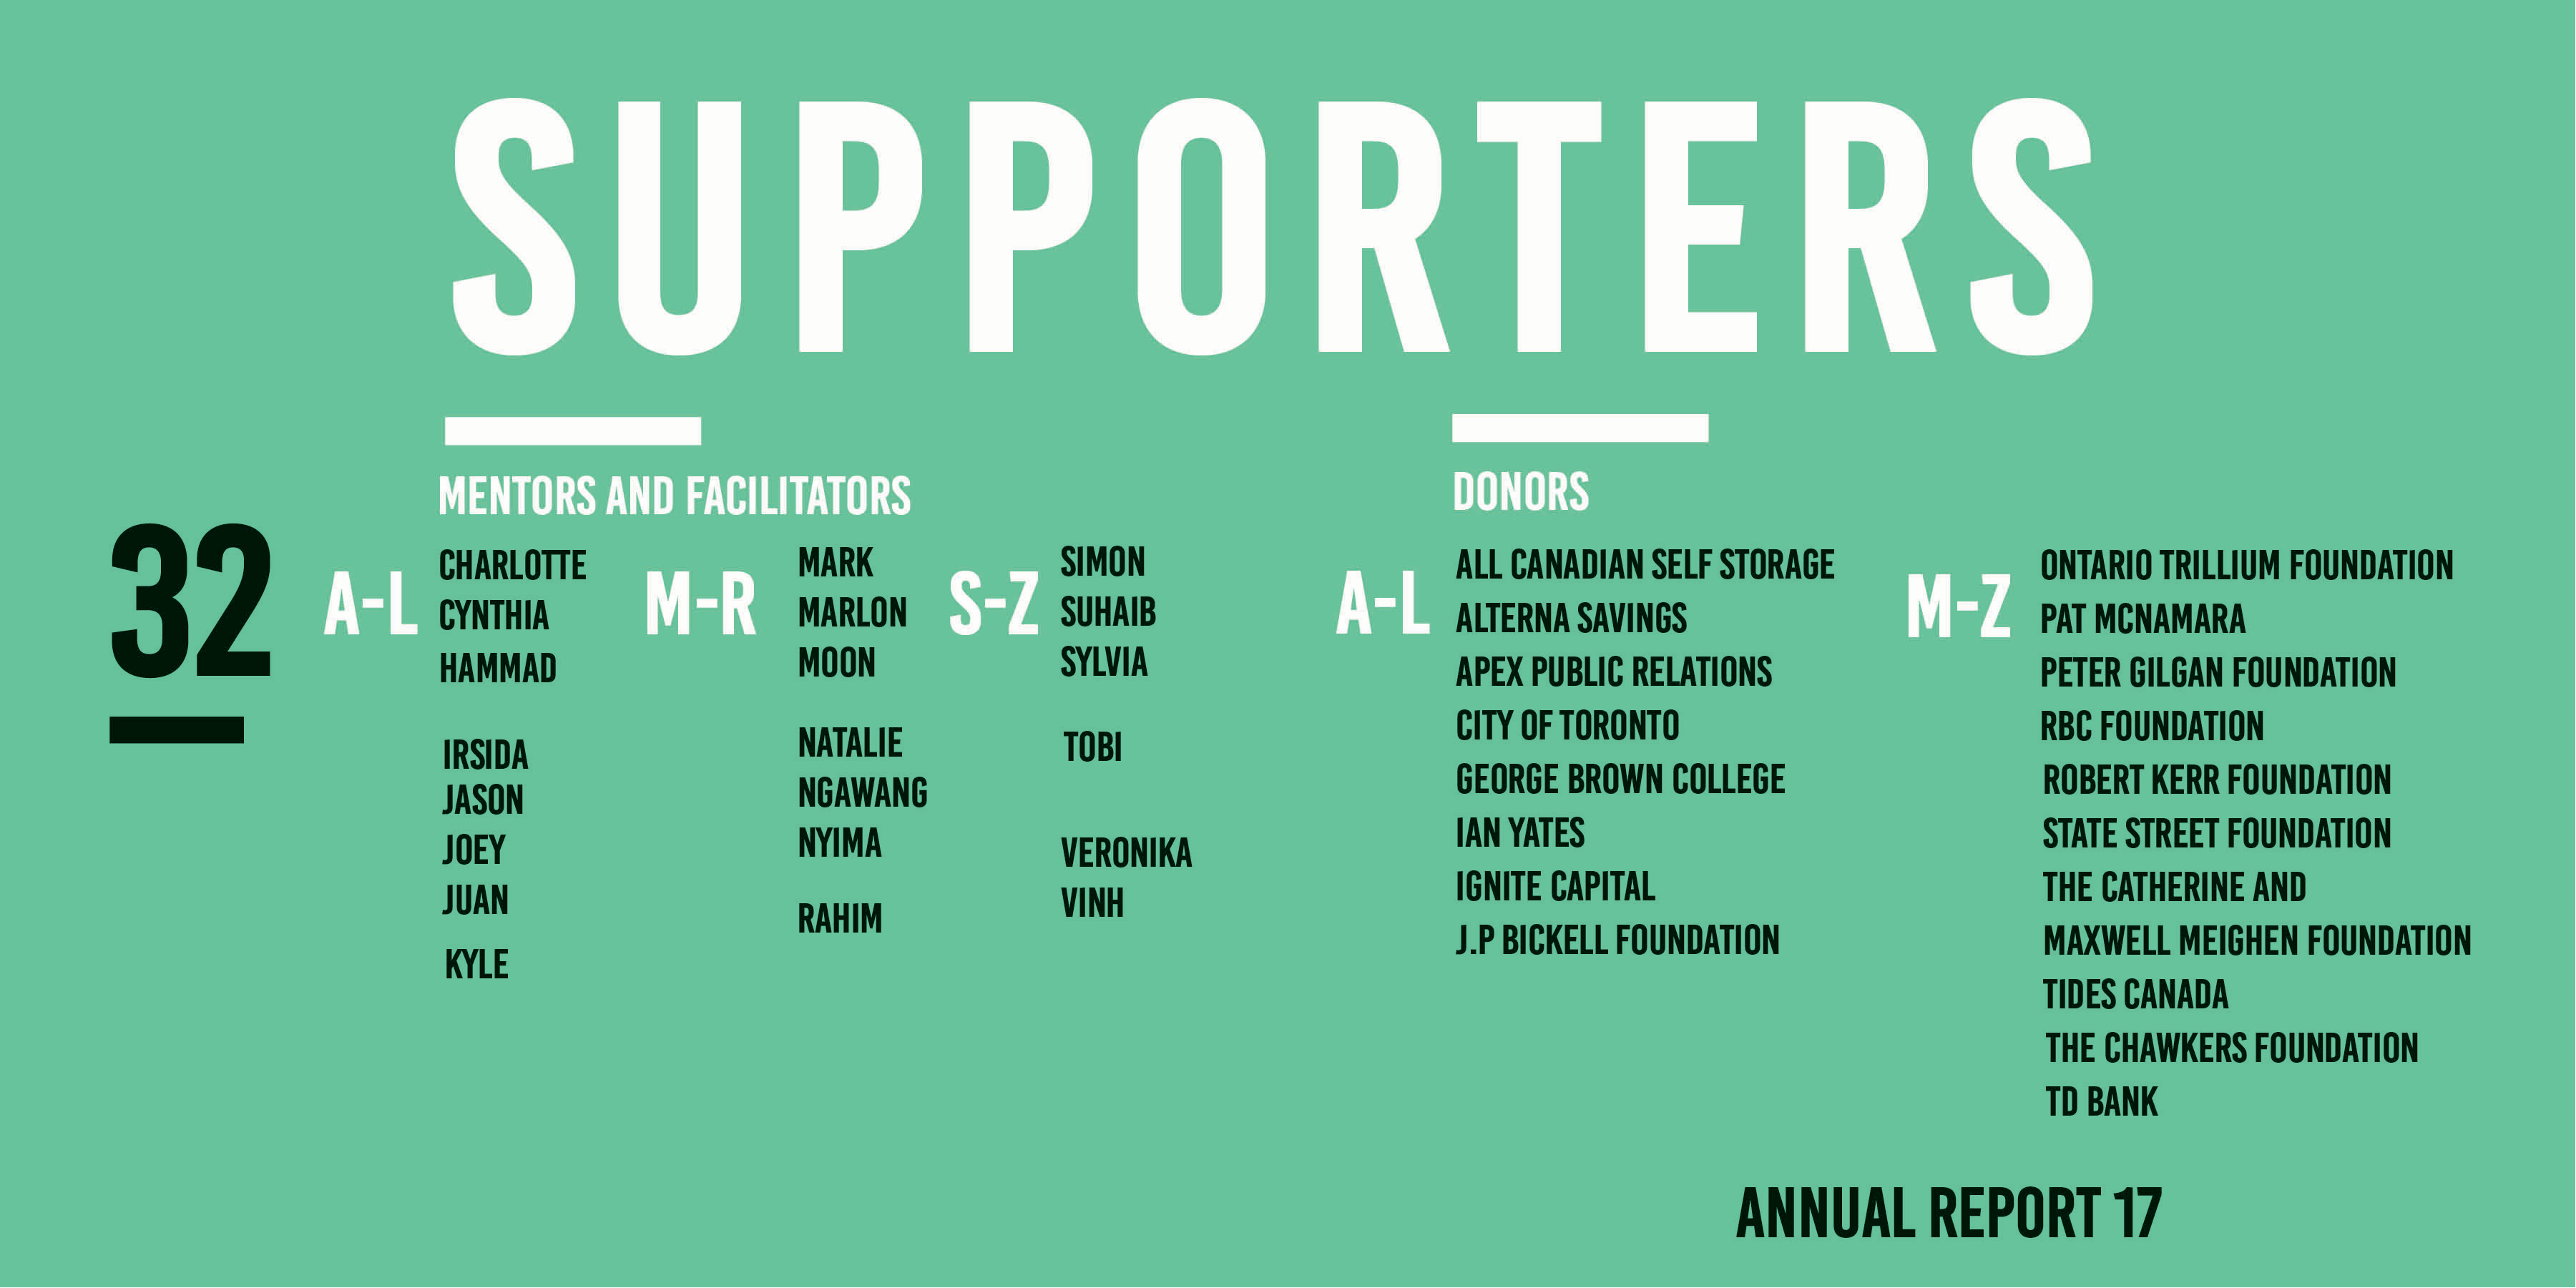 SUPPORTERS
32
MENTORS AND FACILITATORS
A-L
CHARLOTTE
CYNTHIA
HAMMAD
IRSIDA
JASON
JOEY
JUAN
KYLE
M-R
MARK
MARLON
MOON
NATALIE
NGAWANG
NYIMA
RAHIM
S-Z
SIMON
SUHAIB
SYLVIA
TOBI
VERONIKA
VINH
DONORS
A-L
ALL CANADIAN SELF STORAGE
ALTERNA SAVINGS
APEX PUBLIC RELATIONS
CITY OF TORONTO
GEORGE BROWN COLLEGE
IAN YATES
IGNITE CAPITAL
J.P BICKELL FOUNDATION
M-Z
ONTARIO TRILLIUM FOUNDATION
PAT MCNAMARA
PETER GILGAN FOUNDATION
RBC FOUNDATION
ROBERT KERR FOUNDATION
STATE STREET FOUNDATION
THE CATHERINE AND
MAXWELL MEIGHEN FOUNDATION
TIDES CANADA
THE CHAWKERS FOUNDATION
TD BANK
ANNUAL REPORT 17